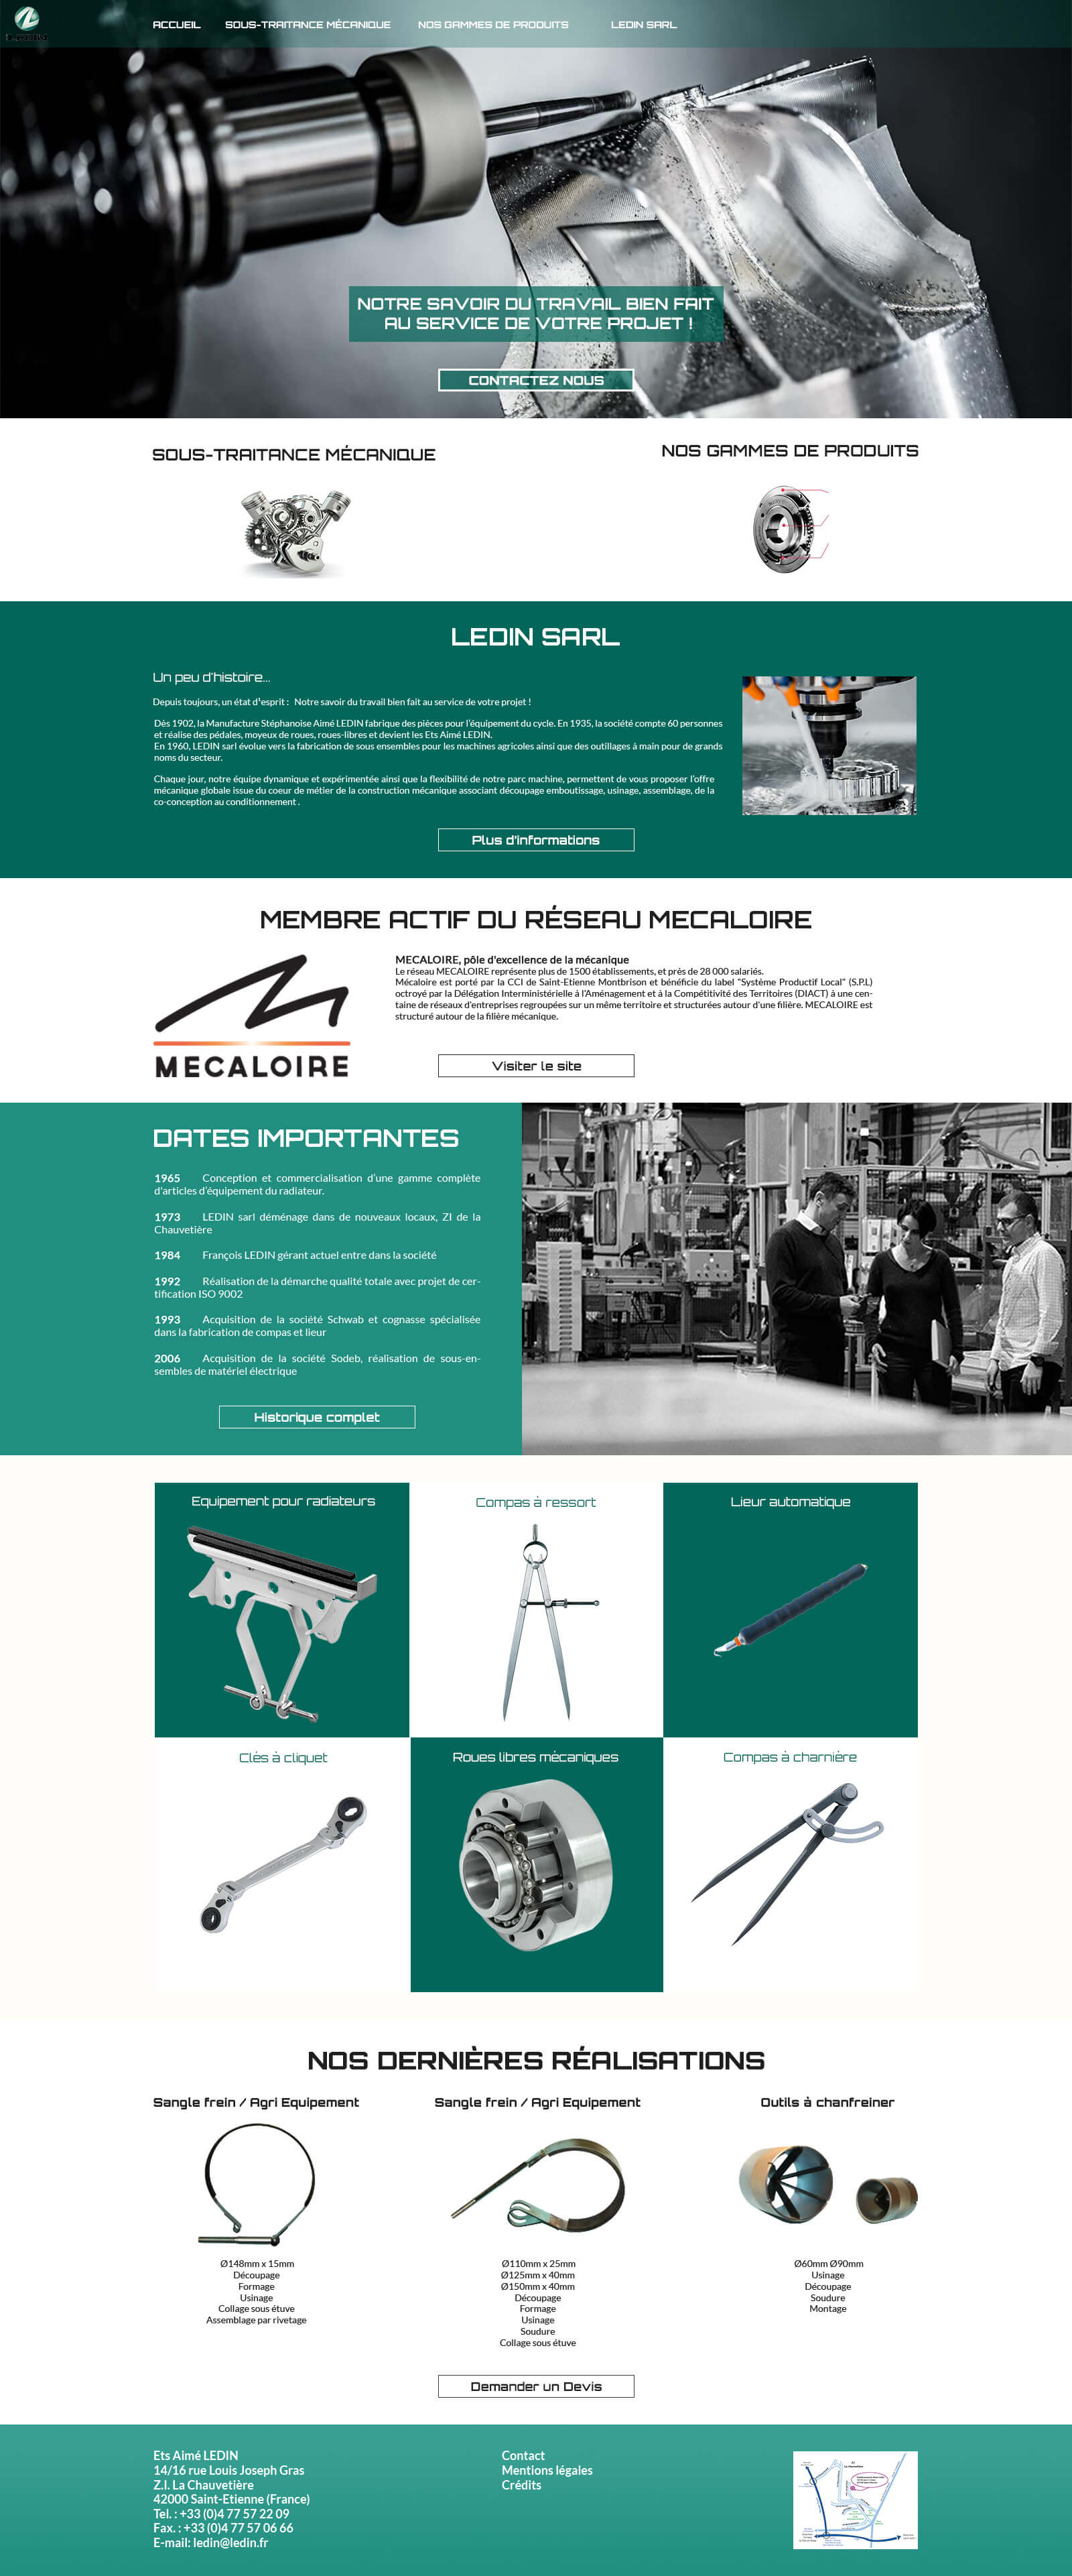 ACCUEIL
SOUS-TRAITANCE MÉCANIQUE
NOS GAMMES DE PRODUITS
LEDIN SARL
NOTRE SAVOIR DU TRAVAIL BIEN FAIT
AU SERVICE DE VOTRE PROJET !
CONTACTEZ NOUS
SOUS-TRAITANCE MÉCANIQUE
NOS GAMMES DE PRODUITS
LEDIN SARL
Un peu d'histoire...
Depuis toujours, un état d'esprit : Notre savoir du travail bien fait au service de votre projet !
Dès 1902, la Manufacture Stéphanoise Aimé LEDIN fabrique des pièces pour l'équipement du cycle. En 1935, la société compte 60 personnes
et réalise des pédales, moyeux de roues, roues-libres et devient les Ets Aimé LEDIN.
En 1960, LEDIN sarl évolue vers la fabrication de sous ensembles pour les machines agricoles ainsi que des outillages à main pour de grands
noms du secteur.
Chaque jour, notre équipe dynamique et expérimentée ainsi que la flexibilité de notre parc machine, permettent de vous proposer l'offre
mécanique globale issue du coeur de métier de la construction mécanique associant découpage emboutissage, usinage, assemblage, de la
co-conception au conditionnement .
Plus d'informations
MEMBRE ACTIF DU RÉSEAU MECALOIRE
MECALOIRE
MECALOIRE, pôle d'excellence de la mécanique
Le réseau MECALOIRE représente plus de 1500 établissements, et près de 28 000 salariés.
Mécaloire est porté par la CCI de Saint-Etienne Montbrison et bénéficie du label "Système Productif Local" (S.P.L)
octroyé par la Délégation Interministérielle à l'Aménagement et à la Compétitivité des Territoires (DIACT) à une cen-
taine de réseaux d'entreprises regroupées sur un même territoire et structurées autour d'une filière. MECALOIRE est
structuré autour de la filière mécanique.
Visiter le site
DATES IMPORTANTES
1965 Conception et commercialisation d'une gamme complète
d'articles d'équipement du radiateur.
1973 LEDIN sarl déménage dans de nouveaux locaux, ZI de la
Chauvetière
1984 François LEDIN gérant actuel entre dans la société
1992 Réalisation de la démarche qualité totale avec projet de cer-
tification ISO 9002
1993 Acquisition de la société Schwab et cognasse spécialisée
dans la fabrication de compas et lieur
2006 Acquisition de la société Sodeb, réalisation de sous-en-
sembles de matériel électrique
Historique complet
Equipement pour radiateurs
Compas à ressort
Lieur automatique
Clés à cliquet
Roues libres mécaniques
Compas à charnière
NOS DERNIÈRES RÉALISATIONS
Sangle frein / Agri Equipement
Ø148mm x 15mm
Découpage
Formage
Usinage
Collage sous étuve
Assemblage par rivetage
Sangle frein / Agri Equipement
Ø110mm x 25mm
Ø125mm x 40mm
Ø150mm x 40mm
Découpage
Formage
Usinage
Soudure
Collage sous étuve
Outils à chanfreiner
Ø60mm Ø90mm
Usinage
Découpage
Soudure
Montage
Demander un Devis
Ets Aimé LEDIN
14/16 rue Louis Joseph Gras
Z.I. La Chauvetière
42000 Saint-Etienne (France)
Tel. : +33 (0)4 77 57 22 09
Fax. : +33 (0)4 77 57 06 66
E-mail: ledin@ledin.fr
Contact
Mentions légales
Crédits